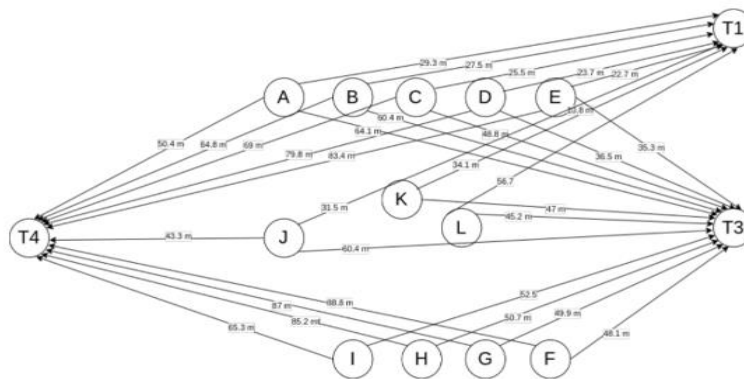 T1
29.3 m
27.5 m
25.5 m
23.7 m
22.7 m
A
B
C
D
E
60.4 m
64.1 m
48.8 m
50.4 m
64.8 m
69 m
79.8 m
83.4 m
36.5 m
35.3 m
34.1 m
56.7
K
31.5 m
47 m
45.2 m
L
T4
43.3 m
J
60.4 m
T3
52.5
88.8 m
87 m
85.2 m
50.7 m
49.9 m
48.1 m
65.3 m
I
H
G
F